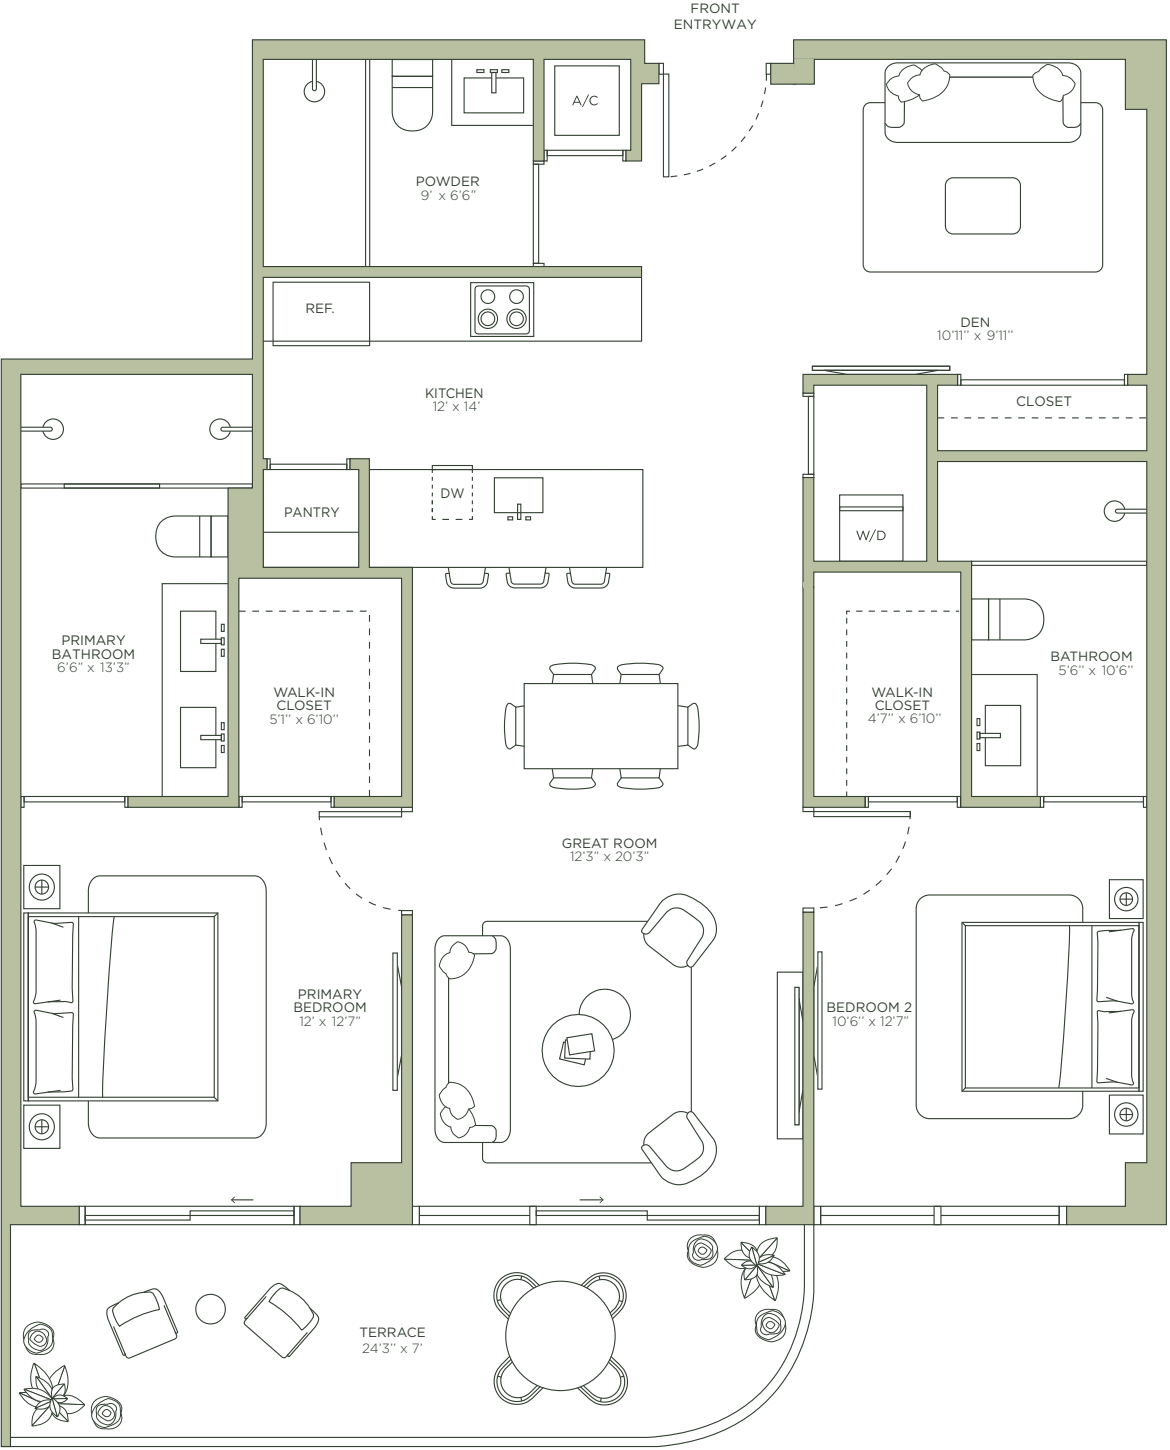 FRONT
ENTRYWAY
A/C
POWDER
9' x 6'6"
REF.
DEN
10'11" x 9'11"
KITCHEN
12' x 14'
CLOSET
DW
PANTRY
W/D
PRIMARY
BATHROOM
6'6" x 13'3"
BATHROOM
5'6" x 10'6"
WALK-IN
CLOSET
5'1" x 6'10"
WALK-IN
CLOSET
4'7" x 6'10"
GREAT ROOM
12'3" x 20'3"
PRIMARY
BEDROOM
12' x 12'7"
BEDROOM 2
10'6" x 12'7"
TERRACE
24'3" x 7'